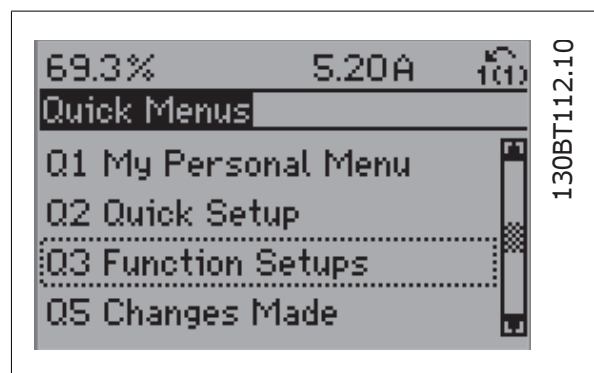 69.3% 5.20A 1(1)
Quick Menus
Q1 My Personal Menu
Q2 Quick Setup
Q3 Function Setups
Q5 Changes Made
130BT112.10